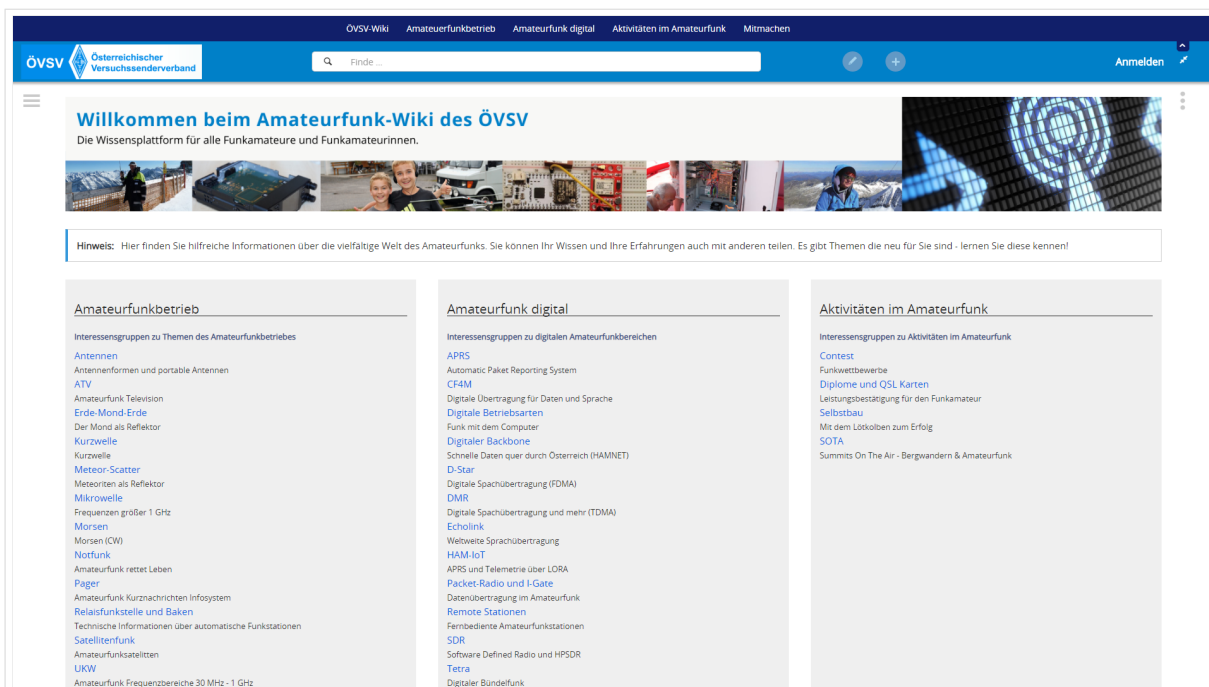 ÖVSV-Wiki Amateuerfunkbetrieb Amateurfunk digital Aktivitäten im Amateurfunk Mitmachen
ÖVSV Österreichischer
Versuchssenderverband
Finde ...
Anmelden
Willkommen beim Amateurfunk-Wiki des ÖVSV
Die Wissensplattform für alle Funkamateure und Funkamateurinnen.
Hinweis: Hier finden Sie hilfreiche Informationen über die vielfältige Welt des Amateurfunks. Sie können Ihr Wissen und Ihre Erfahrungen auch mit anderen teilen. Es gibt Themen die neu für Sie sind - lernen Sie diese kennen!
Amateurfunkbetrieb
Interessensgruppen zu Themen des Amateurfunkbetriebes
Antennen
Antennenformen und portable Antennen
ATV
Amateurfunk Television
Erde-Mond-Erde
Der Mond als Reflektor
Kurzwelle
Kurzwelle
Meteor-Scatter
Meteoriten als Reflektor
Mikrowelle
Frequenzen größer 1 GHz
Morsen
Morsen (CW)
Notfunk
Amateurfunk rettet Leben
Pager
Amateurfunk Kurznachrichten Infosystem
Relaisfunkstelle und Baken
Technische Informationen über automatische Funkstationen
Satellitenfunk
Amateurfunksatelitten
UKW
Amateurfunk Frequenzbereiche 30 MHz - 1 GHz
Amateurfunk digital
Interessensgruppen zu digitalen Amateurfunkbereichen
APRS
Automatic Paket Reporting System
CF4M
Digitale Übertragung für Daten und Sprache
Digitale Betriebsarten
Funk mit dem Computer
Digitaler Backbone
Schnelle Daten quer durch Österreich (HAMNET)
D-Star
Digitale Spachübertragung (FDMA)
DMR
Digitale Spachübertragung und mehr (TDMA)
Echolink
Weltweite Sprachübertragung
HAM-IoT
APRS und Telemetrie über LORA
Packet-Radio und I-Gate
Datenübertragung im Amateurfunk
Remote Stationen
Fernbediente Amateurfunkstationen
SDR
Software Defined Radio und HPSDR
Tetra
Digitaler Bündelfunk
Aktivitäten im Amateurfunk
Interessensgruppen zu Aktivitäten im Amateurfunk
Contest
Funkwettbewerbe
Diplome und QSL Karten
Leistungsbestätigung für den Funkamateur
Selbstbau
Mit dem Lötkolben zum Erfolg
SOTA
Summits On The Air - Bergwandern & Amateurfunk